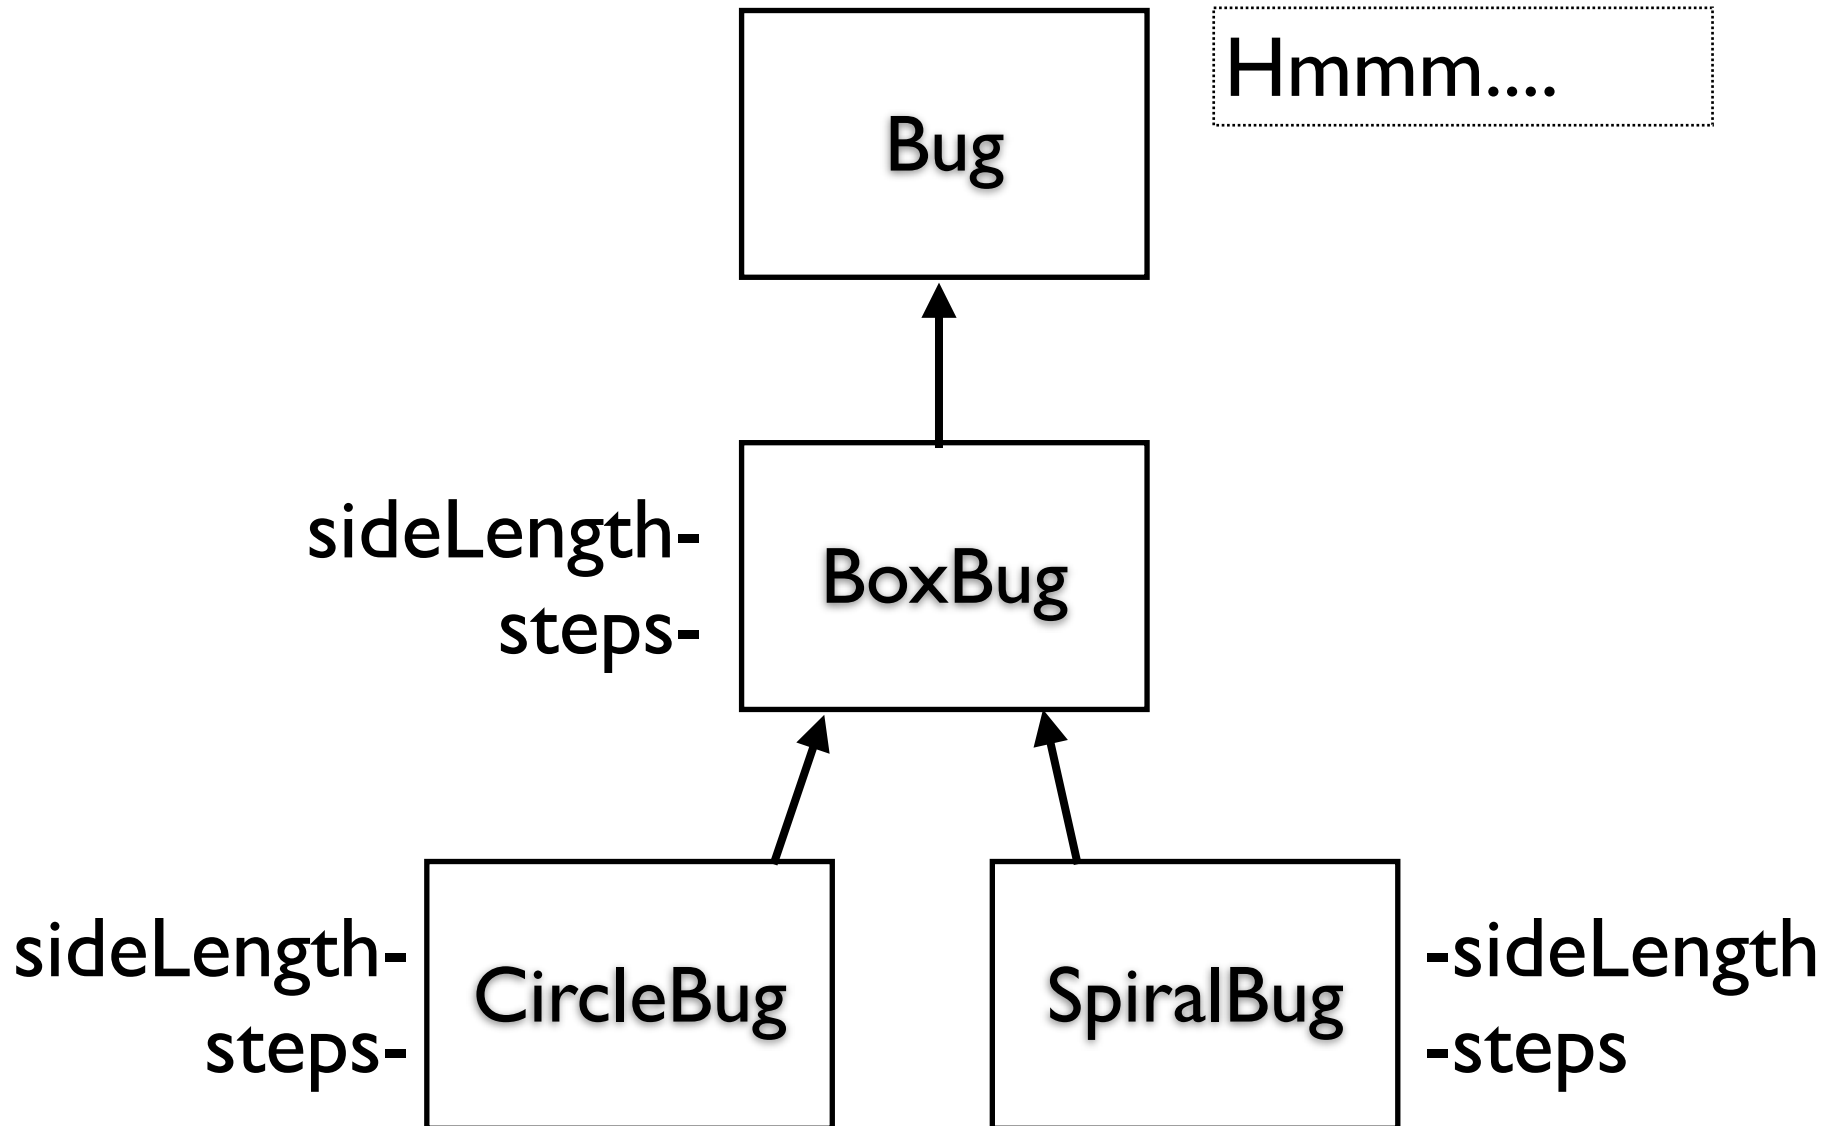 Bug
Hmmm....
sideLength-
steps-
BoxBug
sideLength-
steps-
CircleBug
SpiralBug
-sideLength
-steps